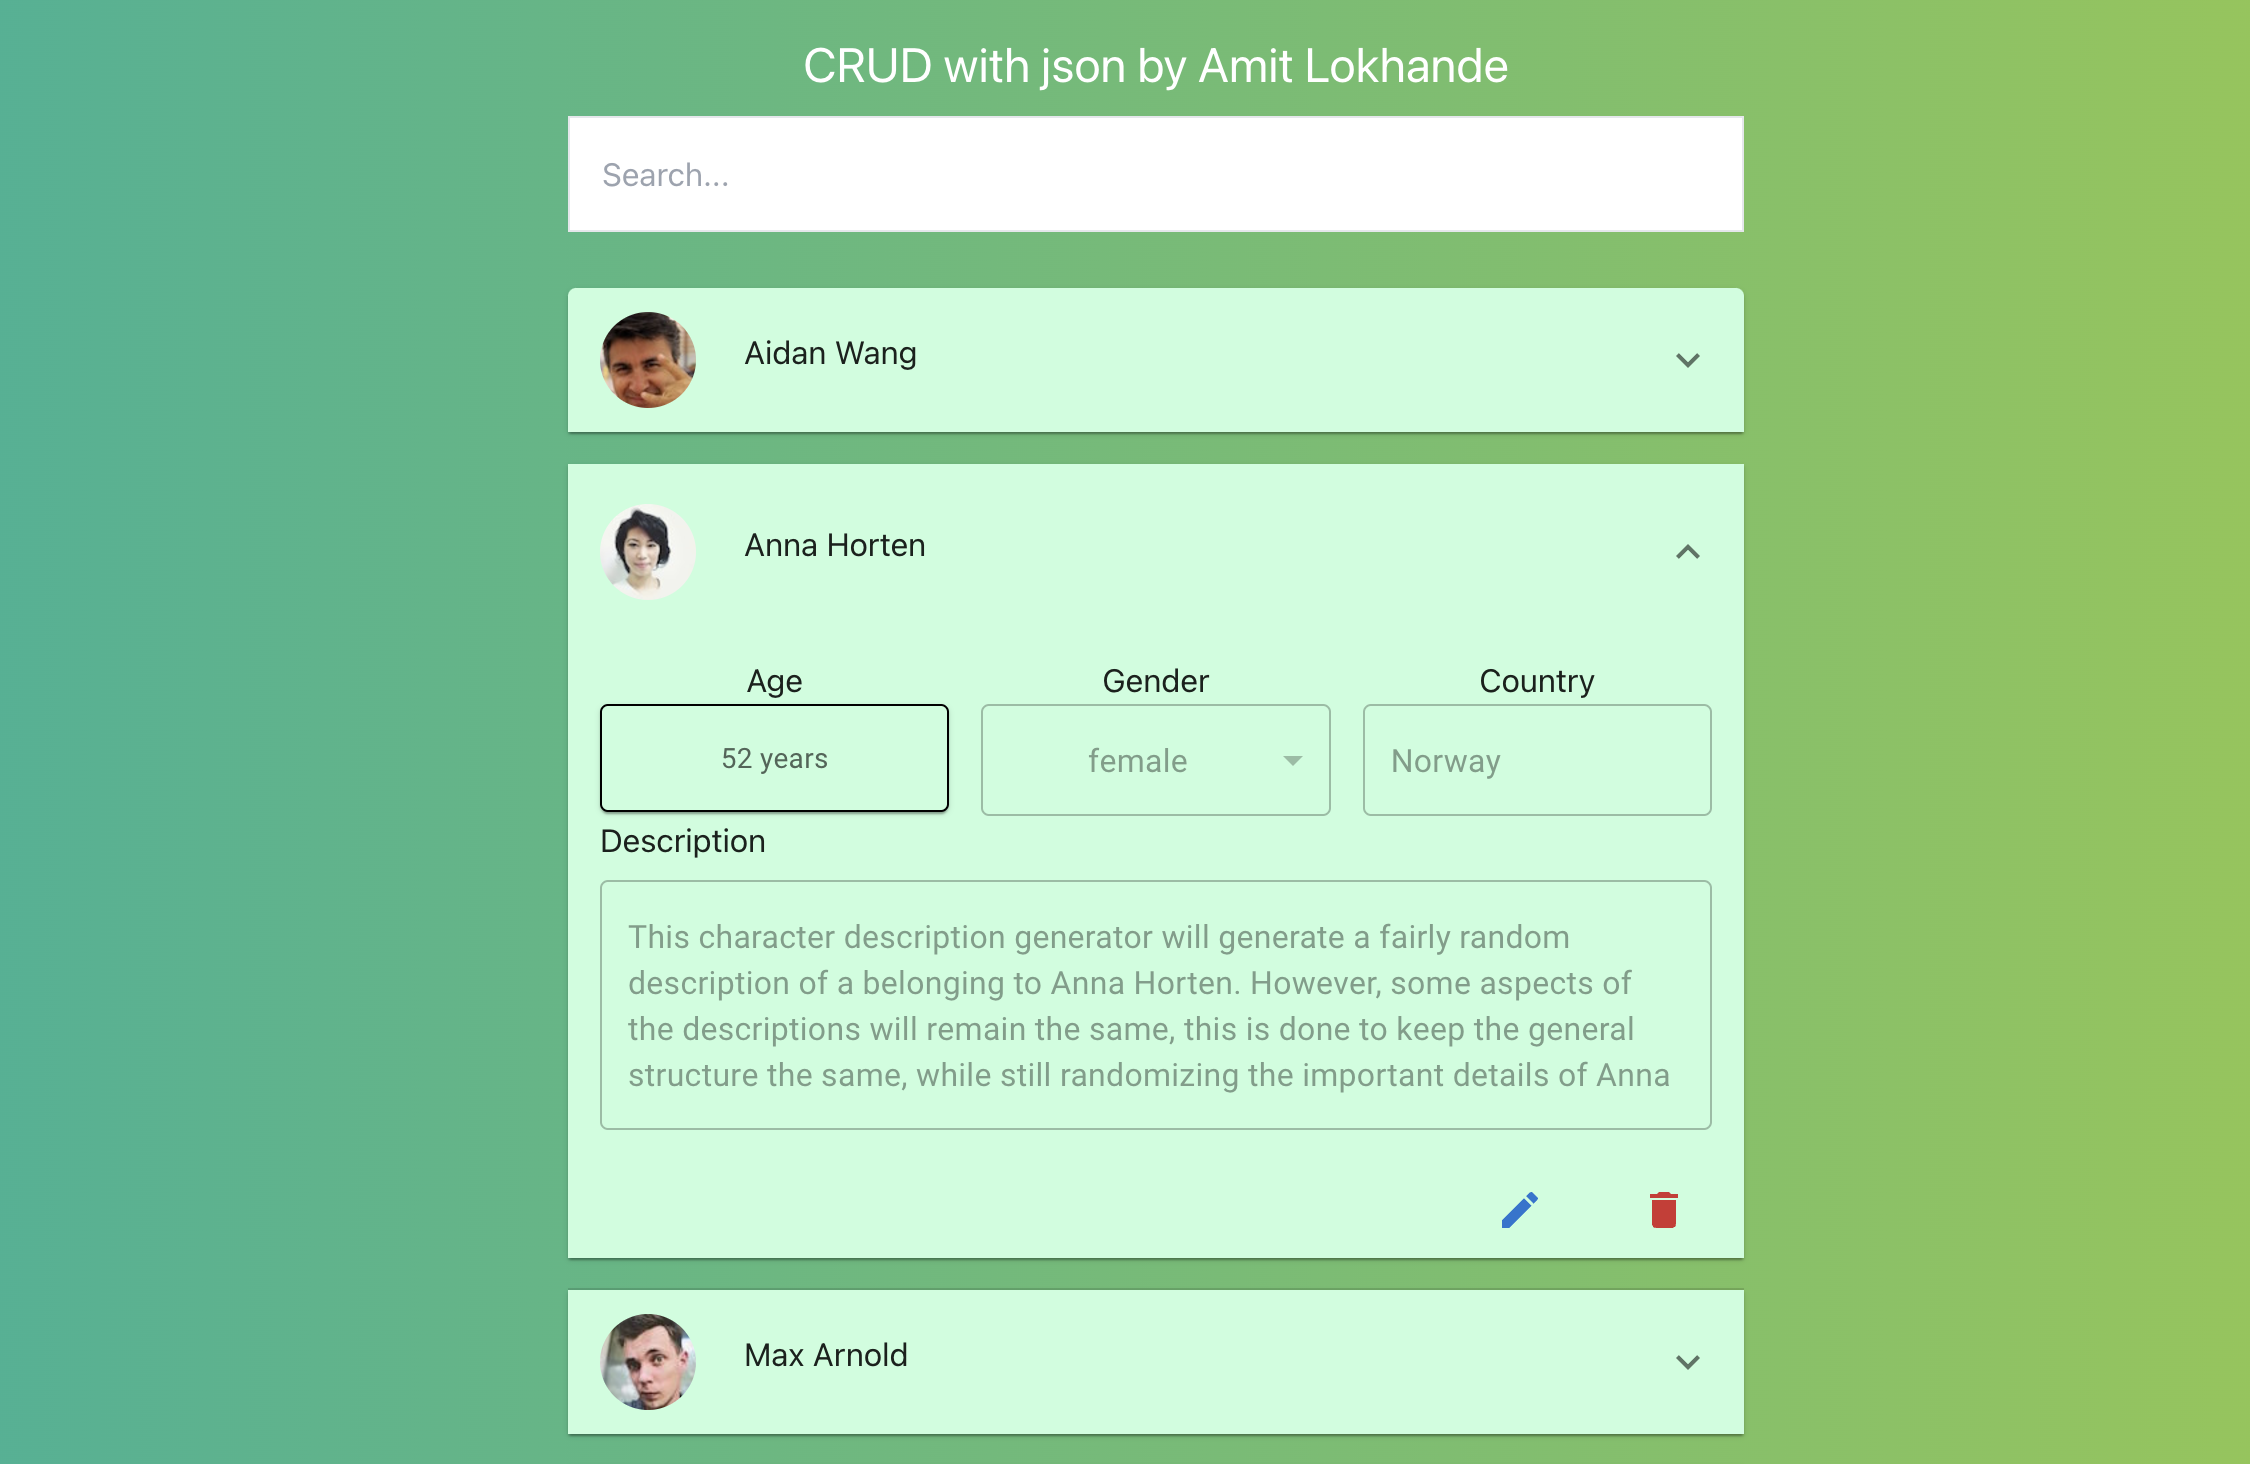 CRUD with json by Amit Lokhande
Search...
Aidan Wang
Anna Horten
Age
Gender
Country
52 years
female
Norway
Description
This character description generator will generate a fairly random
description of a belonging to Anna Horten. However, some aspects of
the descriptions will remain the same, this is done to keep the general
structure the same, while still randomizing the important details of Anna
Max Arnold